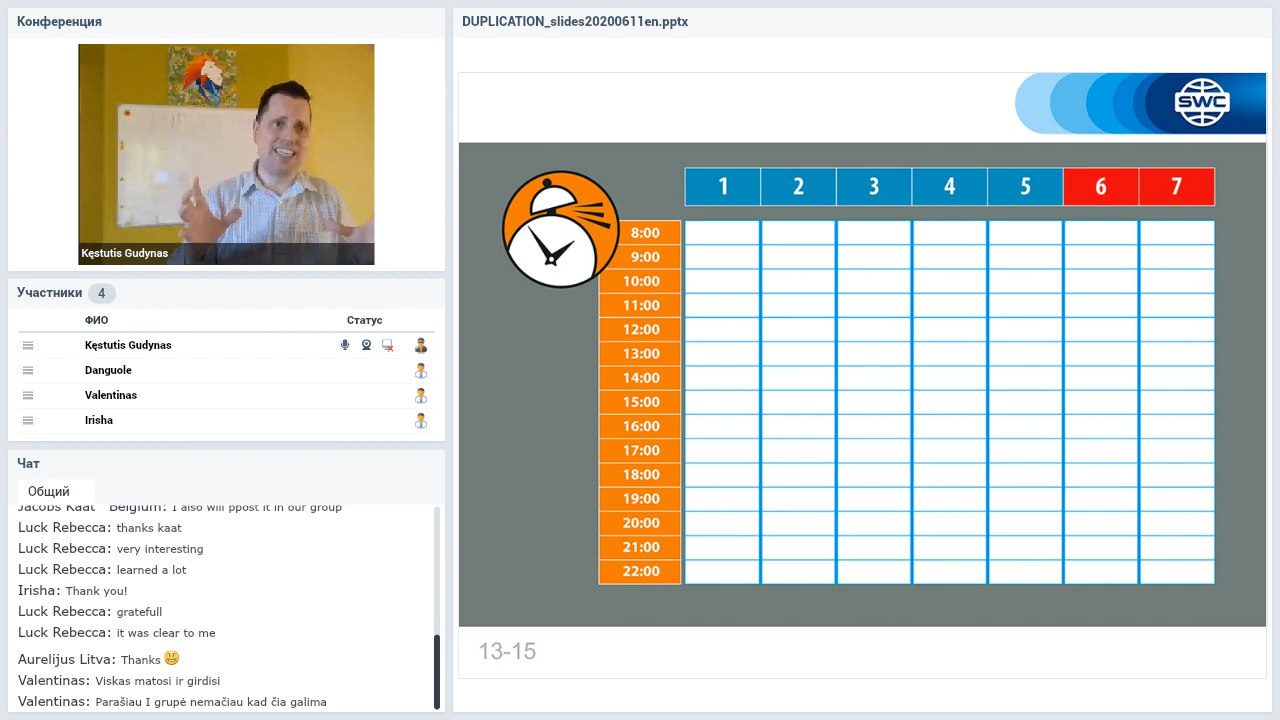 Конференция
Kęstutis Gudynas
Участники 4
ФИО Статус
Kęstutis Gudynas
Danguole
Valentinas
Irisha
Чат
Общий
Jacobs Kaat Belgium: I also will ppost it in our group
Luck Rebecca: thanks kaat
Luck Rebecca: very interesting
Luck Rebecca: learned a lot
Irisha: Thank you!
Luck Rebecca: gratefull
Luck Rebecca: it was clear to me
Aurelijus Litva: Thanks
Valentinas: Viskas matosi ir girdisi
Valentinas: Parašiau I grupė nemačiau kad čia galima
DUPLICATION_slides20200611en.pptx
SWC
1 2 3 4 5 6 7
8:00
9:00
10:00
11:00
12:00
13:00
14:00
15:00
16:00
17:00
18:00
19:00
20:00
21:00
22:00
13-15